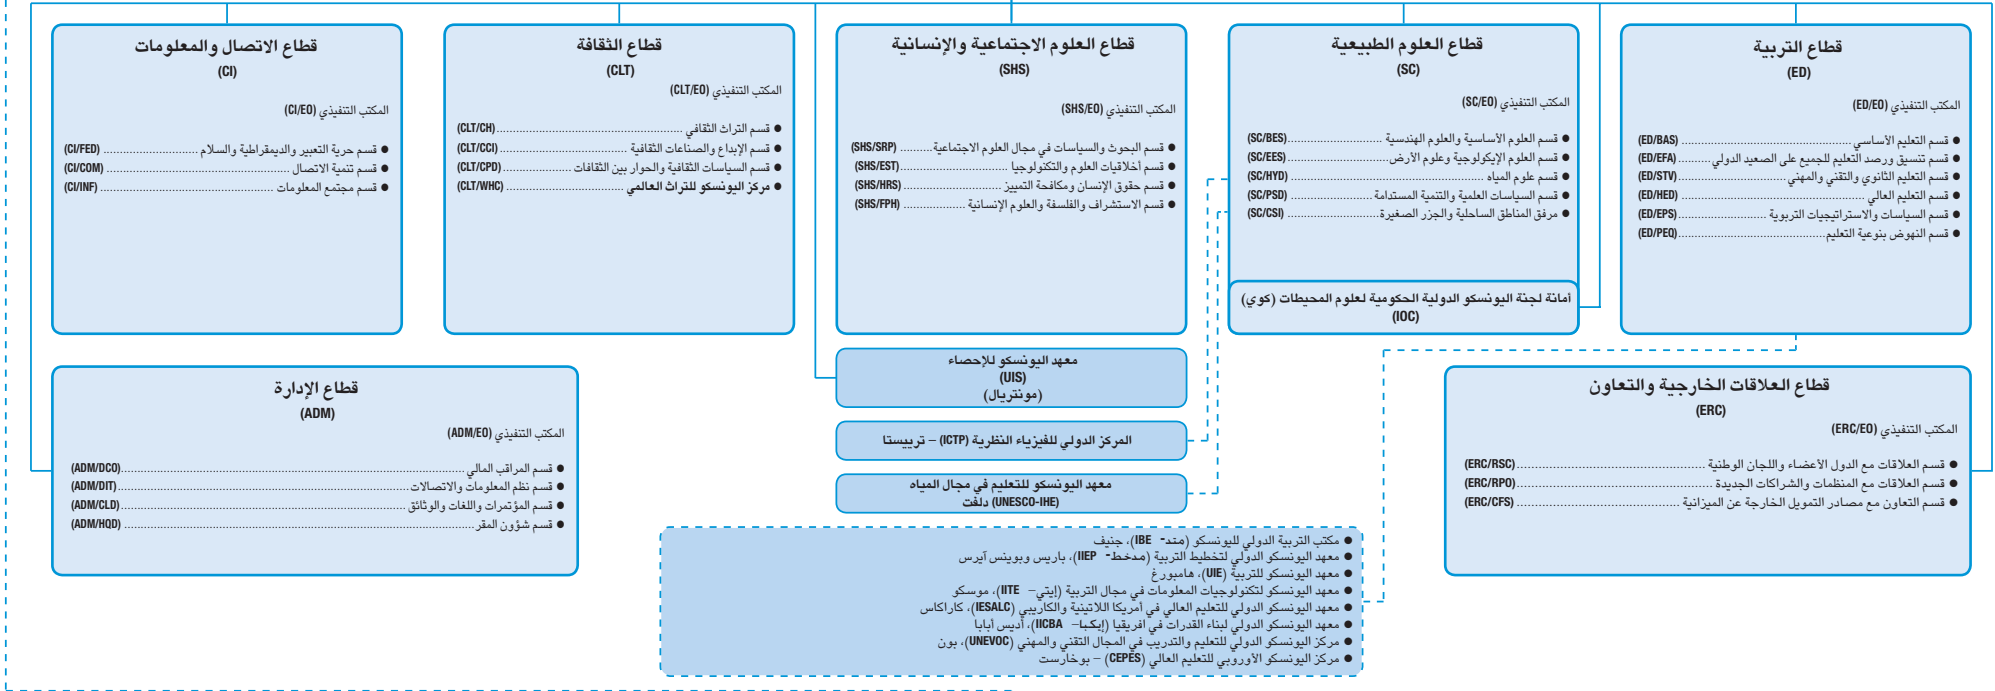 قطاع التربية
(ED)
المكتب التنفيذي (ED/EO)
● قسم التعليم الأساسي ................ (ED/BAS)
● قسم تنسيق ورصد التعليم للجميع على الصعيد الدولي .......... (ED/EFA)
● قسم التعليم الثانوي والتقني والمهني ................ (ED/STV)
● قسم التعليم العالي ................ (ED/HED)
● قسم السياسات والاستراتيجيات التربوية ................ (ED/EPS)
● قسم النهوض بنوعية التعليم ................ (ED/PEQ)
قطاع العلوم الطبيعية
(SC)
المكتب التنفيذي (SC/EO)
● قسم العلوم الأساسية والعلوم الهندسية ................ (SC/BES)
● قسم العلوم الإيكولوجية وعلوم الأرض ................ (SC/EES)
● قسم علوم المياه ................ (SC/HYD)
● قسم السياسات العلمية والتنمية المستدامة ................ (SC/PSD)
● مرفق المناطق الساحلية والجزر الصغيرة ................ (SC/CSI)
أمانة لجنة اليونسكو الدولية الحكومية لعلوم المحيطات (كوي)
(IOC)
قطاع العلوم الاجتماعية والإنسانية
(SHS)
المكتب التنفيذي (SHS/EO)
● قسم البحوث والسياسات في مجال العلوم الاجتماعية .......... (SHS/SRP)
● قسم أخلاقيات العلوم والتكنولوجيا ................ (SHS/EST)
● قسم حقوق الإنسان ومكافحة التمييز ................ (SHS/HRS)
● قسم الاستشراف والفلسفة والعلوم الإنسانية ................ (SHS/FPH)
قطاع الثقافة
(CLT)
المكتب التنفيذي (CLT/EO)
● قسم التراث الثقافي ................ (CLT/CH)
● قسم الإبداع والصناعات الثقافية ................ (CLT/CCI)
● قسم السياسات الثقافية والحوار بين الثقافات ................ (CLT/CPD)
● مركز اليونسكو للتراث العالمي ................ (CLT/WHC)
قطاع الاتصال والمعلومات
(CI)
المكتب التنفيذي (CI/EO)
● قسم حرية التعبير والديمقراطية والسلام ................ (CI/FED)
● قسم تنمية الاتصال ................ (CI/COM)
● قسم مجتمع المعلومات ................ (CI/INF)
معهد اليونسكو للإحصاء
(UIS)
(مونتريال)
المركز الدولي للفيزياء النظرية (ICTP) – ترييستا
معهد اليونسكو للتعليم في مجال المياه
(UNESCO-IHE) دلفت
قطاع العلاقات الخارجية والتعاون
(ERC)
المكتب التنفيذي (ERC/EO)
● قسم العلاقات مع الدول الأعضاء واللجان الوطنية ................ (ERC/RSC)
● قسم العلاقات مع المنظمات والشراكات الجديدة ................ (ERC/RPO)
● قسم التعاون مع مصادر التمويل الخارجة عن الميزانية ................ (ERC/CFS)
قطاع الإدارة
(ADM)
المكتب التنفيذي (ADM/EO)
● قسم المراقب المالي ................ (ADM/DCO)
● قسم نظم المعلومات والاتصالات ................ (ADM/DIT)
● قسم المؤتمرات واللغات والوثائق ................ (ADM/CLD)
● قسم شؤون المقر ................ (ADM/HQD)
● مكتب التربية الدولي لليونسكو (متد- IBE)، جنيف
● معهد اليونسكو الدولي لتخطيط التربية (مدخط- IIEP)، باريس وبوينس آيرس
● معهد اليونسكو للتربية (UIE)، هامبورغ
● معهد اليونسكو لتكنولوجيات المعلومات في مجال التربية (إيتي– IITE)، موسكو
● معهد اليونسكو الدولي للتعليم العالي في أمريكا اللاتينية والكاريبي (IESALC)، كاراكاس
● معهد اليونسكو الدولي لبناء القدرات في افريقيا (إيكبا– IICBA)، أديس أبابا
● مركز اليونسكو الدولي للتعليم والتدريب في المجال التقني والمهني (UNEVOC)، بون
● مركز اليونسكو الأوروبي للتعليم العالي (CEPES) – بوخارست